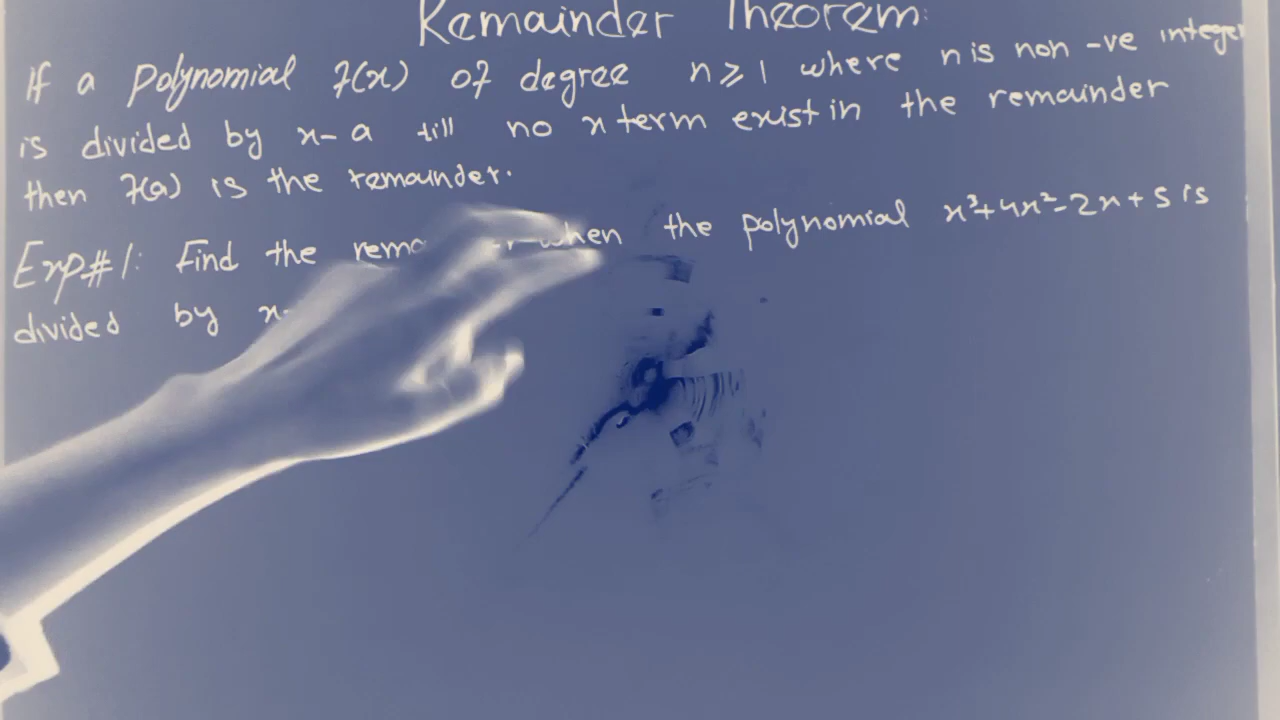 Remainder Theorem:
If a polynomial f(x) of degree n ≥ 1 where n is non -ve integer
is divided by x - a till no x term exist in the remainder
then f(a) is the remainder.
Exp#1: Find the when the polynomial x³+4x²-2x+5 is
divided by x-